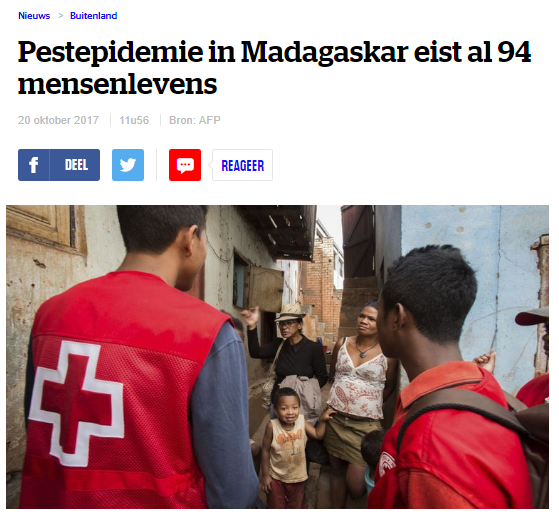 Nieuws > Buitenland
Pestepidemie in Madagaskar eist al 94
mensenlevens
20 oktober 2017 | 11u56 | Bron: AFP
f DEEL REAGEER